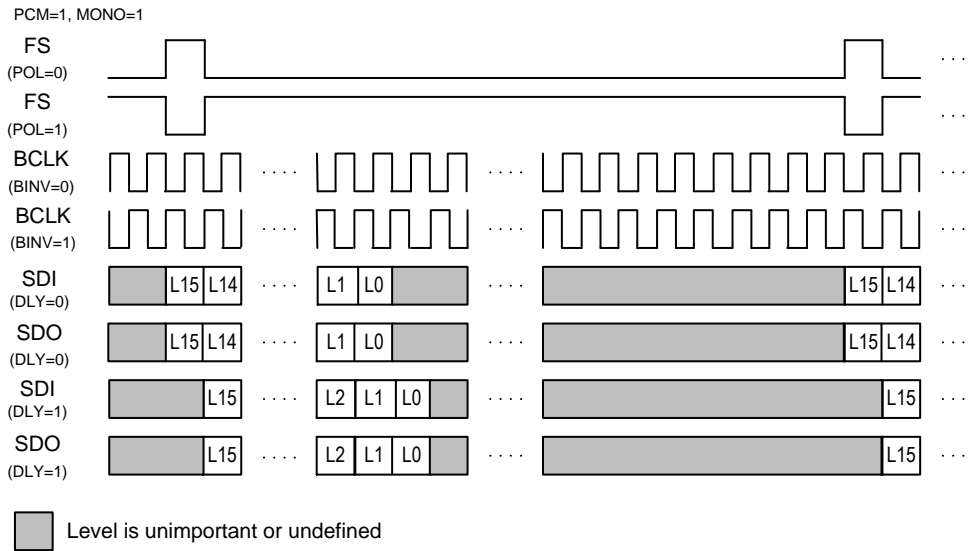 PCM=1, MONO=1
FS
(POL=0)
. . .
FS
(POL=1)
. . .
BCLK
(BINV=0)
. . . . . . . . . . .
BCLK
(BINV=1)
. . . . . . . . . . .
SDI
(DLY=0)
L15 L14 . . . . L1 L0 . . . . L15 L14 . . .
SDO
(DLY=0)
L15 L14 . . . . L1 L0 . . . . L15 L14 . . .
SDI
(DLY=1)
L15 . . . . L2 L1 L0 . . . . L15 . . .
SDO
(DLY=1)
L15 . . . . L2 L1 L0 . . . . L15 . . .
Level is unimportant or undefined